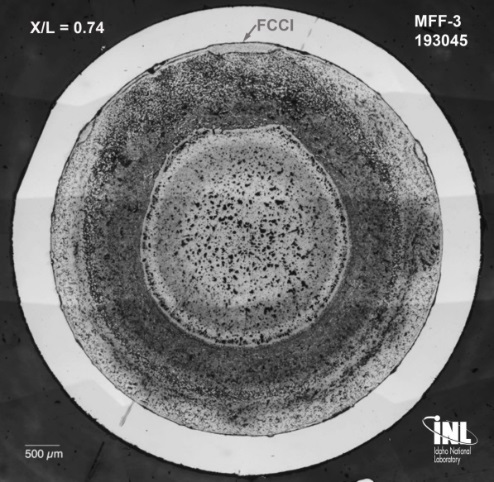 X/L = 0.74
FCCI
MFF-3
193045
500 µm
INL
Idaho National
Laboratory